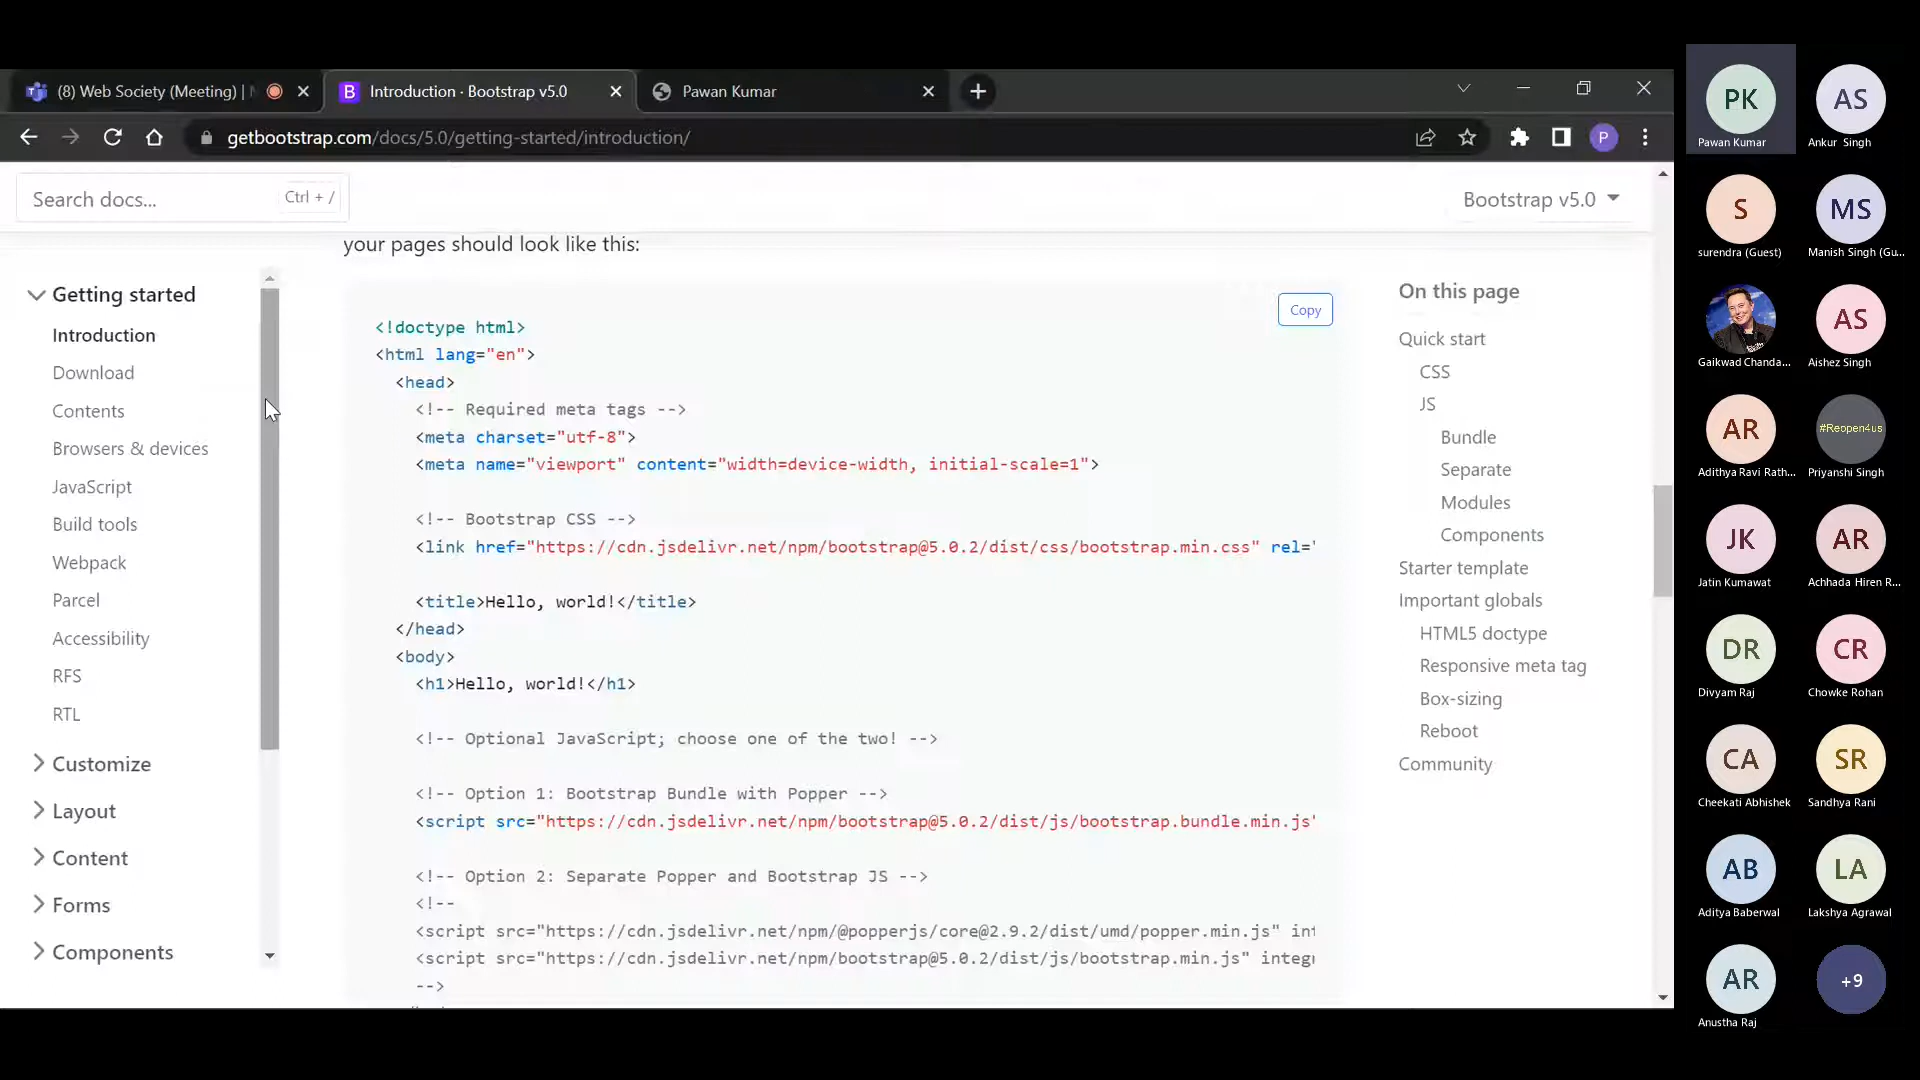 (8) Web Society (Meeting) |
Introduction · Bootstrap v5.0
Pawan Kumar
getbootstrap.com/docs/5.0/getting-started/introduction/
P
Search docs...
Ctrl + /
Bootstrap v5.0
your pages should look like this:
Getting started
Introduction
Download
Contents
Browsers & devices
JavaScript
Build tools
Webpack
Parcel
Accessibility
RFS
RTL
Customize
Layout
Content
Forms
Components
Copy
<!doctype html>
<html lang="en">
<head>
<!-- Required meta tags -->
<meta charset="utf-8">
<meta name="viewport" content="width=device-width, initial-scale=1">
<!-- Bootstrap CSS -->
<link href="https://cdn.jsdelivr.net/npm/bootstrap@5.0.2/dist/css/bootstrap.min.css" rel="
<title>Hello, world!</title>
</head>
<body>
<h1>Hello, world!</h1>
<!-- Optional JavaScript; choose one of the two! -->
<!-- Option 1: Bootstrap Bundle with Popper -->
<script src="https://cdn.jsdelivr.net/npm/bootstrap@5.0.2/dist/js/bootstrap.bundle.min.js"
<!-- Option 2: Separate Popper and Bootstrap JS -->
<!--
<script src="https://cdn.jsdelivr.net/npm/@popperjs/core@2.9.2/dist/umd/popper.min.js" int
<script src="https://cdn.jsdelivr.net/npm/bootstrap@5.0.2/dist/js/bootstrap.min.js" integr
-->
On this page
Quick start
CSS
JS
Bundle
Separate
Modules
Components
Starter template
Important globals
HTML5 doctype
Responsive meta tag
Box-sizing
Reboot
Community
PK
Pawan Kumar
AS
Ankur Singh
S
surendra (Guest)
MS
Manish Singh (Gu...
Gaikwad Chanda...
AS
Aishez Singh
AR
Adithya Ravi Rath...
#Reopen4us
Priyanshi Singh
JK
Jatin Kumawat
AR
Achhada Hiren R...
DR
Divyam Raj
CR
Chowke Rohan
CA
Cheekati Abhishek
SR
Sandhya Rani
AB
Aditya Baberwal
LA
Lakshya Agrawal
AR
Anustha Raj
+9